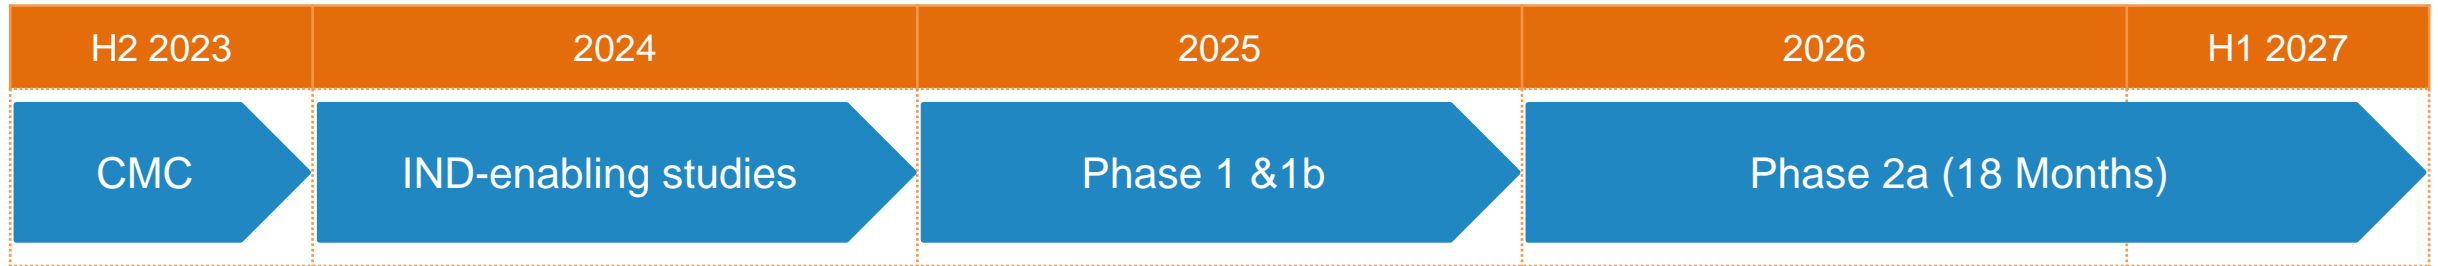 H2 2023
2024
2025
2026
H1 2027
CMC
IND-enabling studies
Phase 1 &1b
Phase 2a (18 Months)